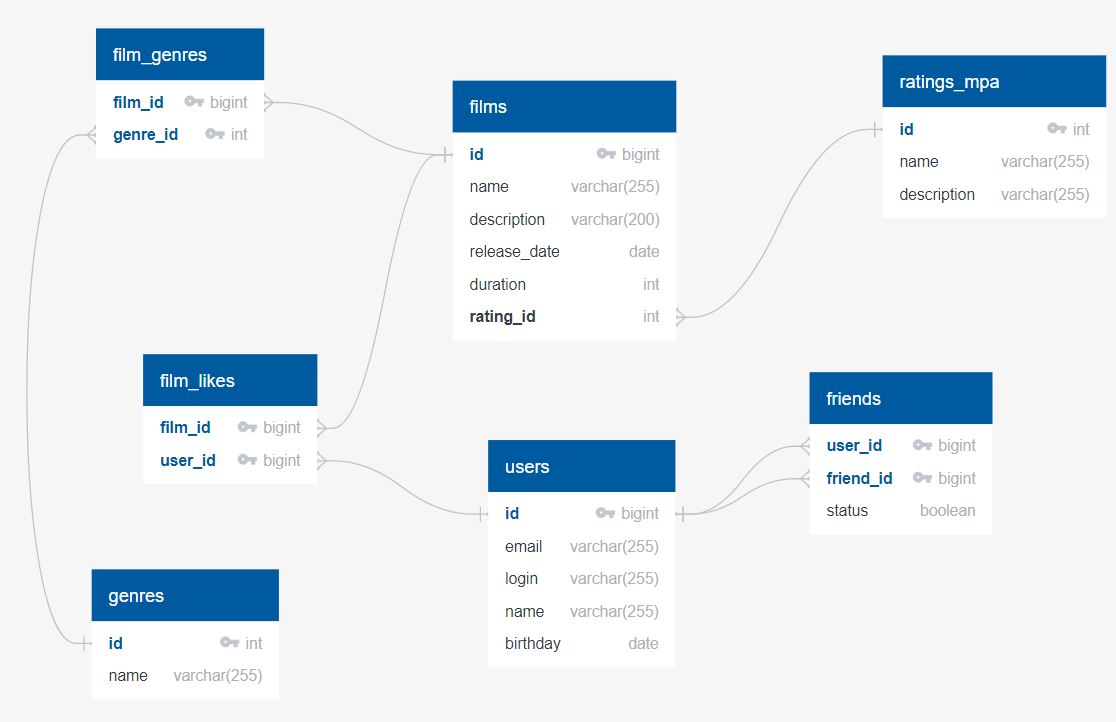 film_genres
film_id bigint
genre_id int
films
id bigint
name varchar(255)
description varchar(200)
release_date date
duration int
rating_id int
ratings_mpa
id int
name varchar(255)
description varchar(255)
film_likes
film_id bigint
user_id bigint
users
id bigint
email varchar(255)
login varchar(255)
name varchar(255)
birthday date
friends
user_id bigint
friend_id bigint
status boolean
genres
id int
name varchar(255)